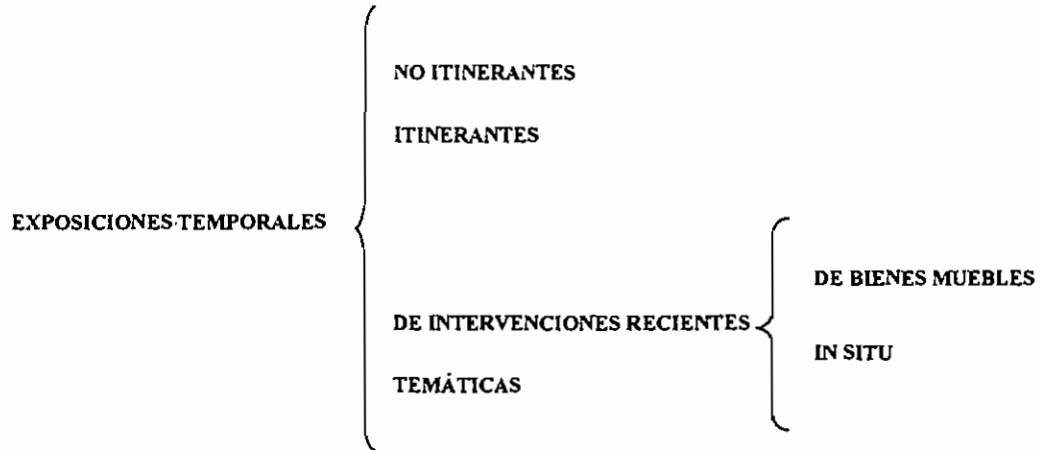 NO ITINERANTES
ITINERANTES
EXPOSICIONES TEMPORALES
DE BIENES MUEBLES
DE INTERVENCIONES RECIENTES
IN SITU
TEMÁTICAS